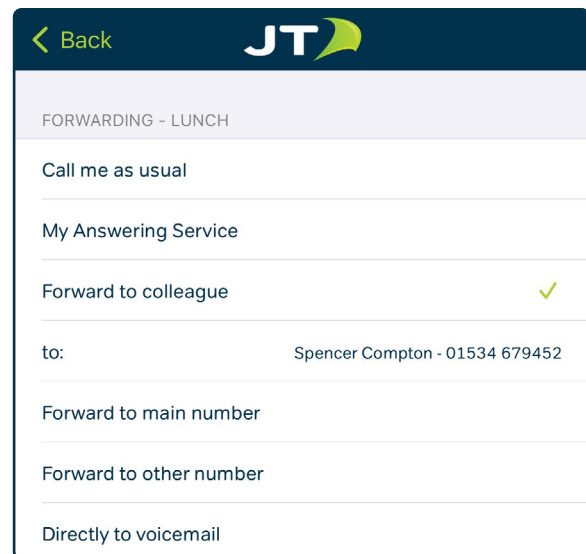 Back
JT
FORWARDING - LUNCH
Call me as usual
My Answering Service
Forward to colleague
to: Spencer Compton - 01534 679452
Forward to main number
Forward to other number
Directly to voicemail